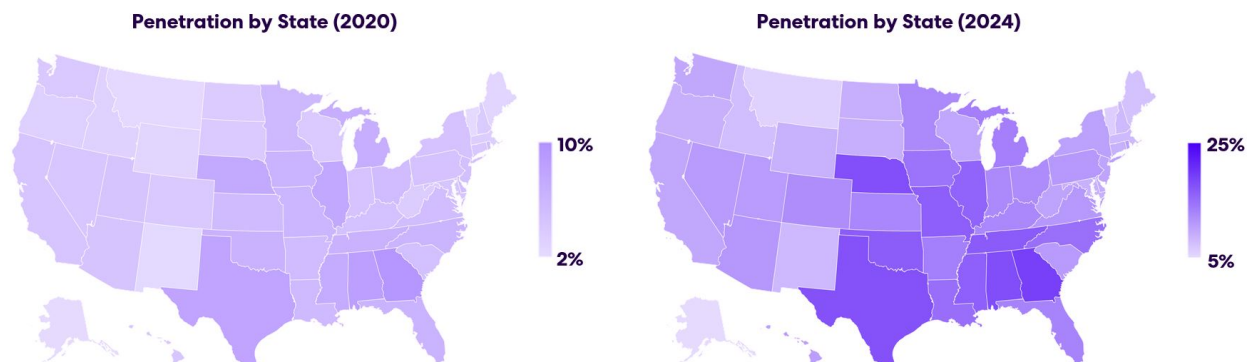 Penetration by State (2020)
10%
2%
Penetration by State (2024)
25%
5%